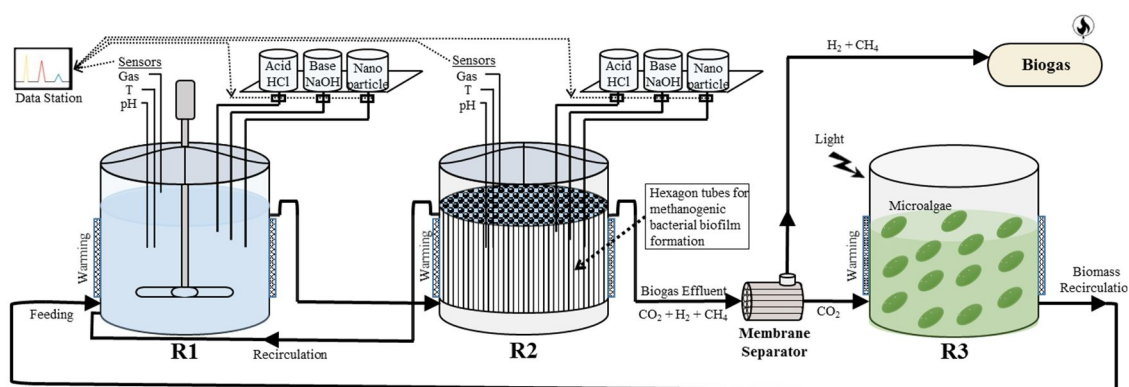 Data Station
Sensors
Gas
T
pH
Acid
HCl
Base
NaOH
Nano
particle
Sensors
Gas
T
pH
Acid
HCl
Base
NaOH
Nano
particle
H₂ + CH₄
Biogas
Light
Microalgae
Hexagon tubes for
methanogenic
bacterial biofilm
formation
Warming
Warming
Warming
Feeding
Recirculation
Biogas Effluent
CO₂ + H₂ + CH₄
Membrane
Separator
CO₂
Biomass
Recirculation
R1
R2
R3